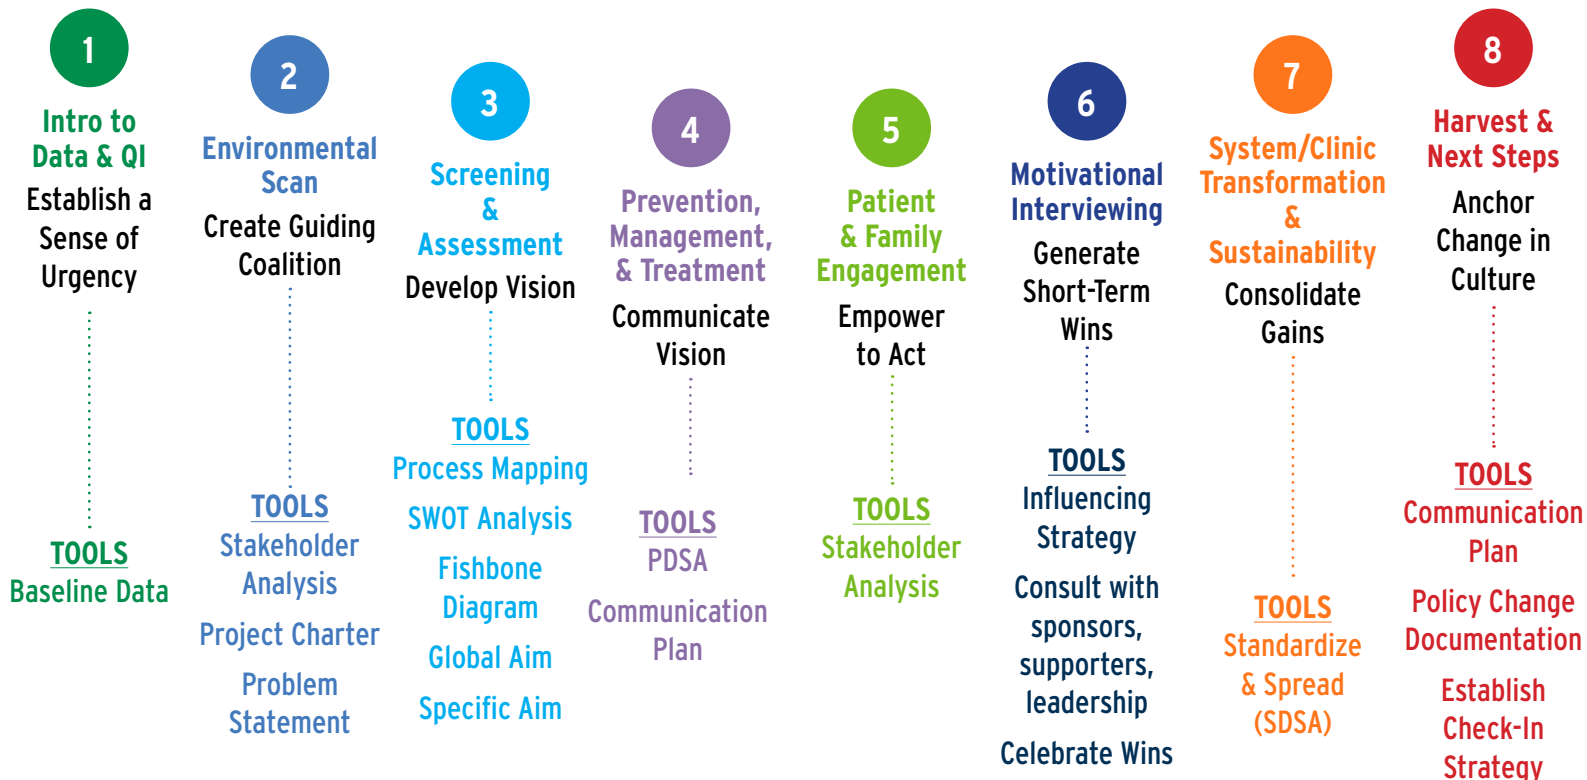 1
Intro to
Data & QI
Establish a
Sense of
Urgency
TOOLS
Baseline Data
2
Environmental
Scan
Create Guiding
Coalition
TOOLS
Stakeholder
Analysis
Project Charter
Problem
Statement
3
Screening
&
Assessment
Develop Vision
TOOLS
Process Mapping
SWOT Analysis
Fishbone
Diagram
Global Aim
Specific Aim
4
Prevention,
Management,
& Treatment
Communicate
Vision
TOOLS
PDSA
Communication
Plan
5
Patient
& Family
Engagement
Empower
to Act
TOOLS
Stakeholder
Analysis
6
Motivational
Interviewing
Generate
Short-Term
Wins
TOOLS
Influencing
Strategy
Consult with
sponsors,
supporters,
leadership
Celebrate Wins
7
System/Clinic
Transformation
&
Sustainability
Consolidate
Gains
TOOLS
Standardize
& Spread
(SDSA)
8
Harvest &
Next Steps
Anchor
Change in
Culture
TOOLS
Communication
Plan
Policy Change
Documentation
Establish
Check-In
Strategy